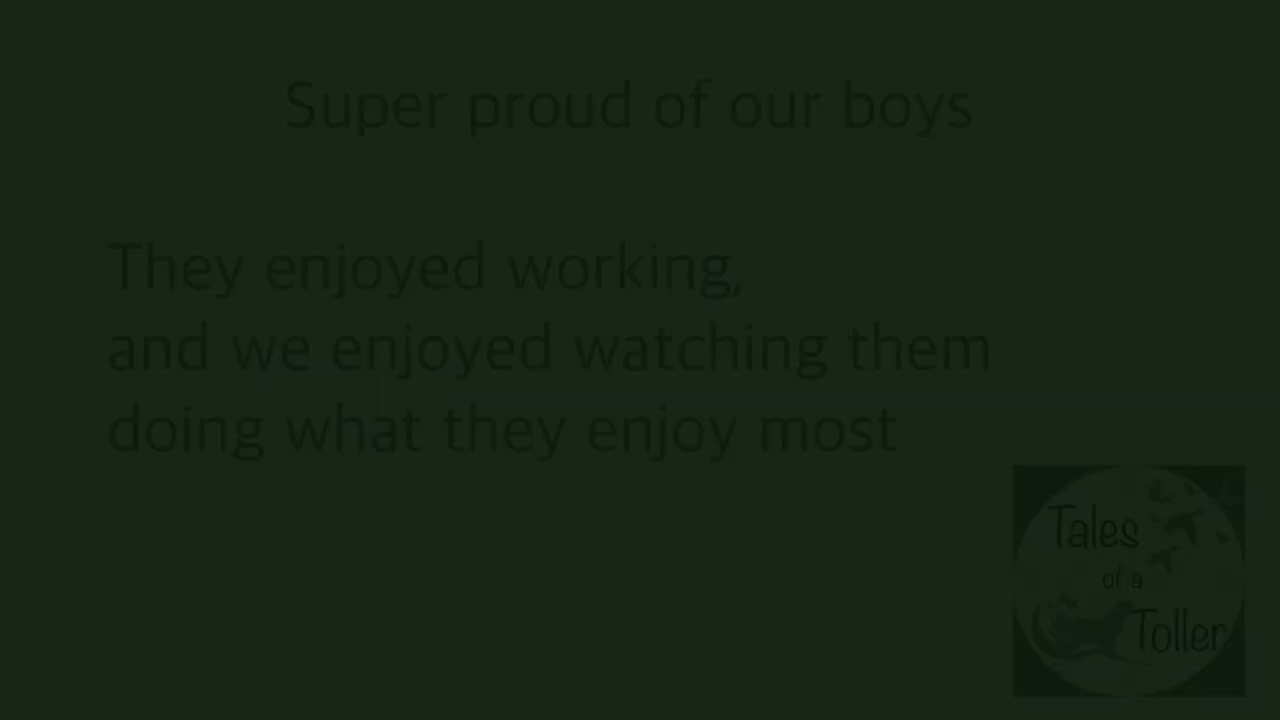 Super proud of our boys
They enjoyed working,
and we enjoyed watching them
doing what they enjoy most
Tales
of a
Toller